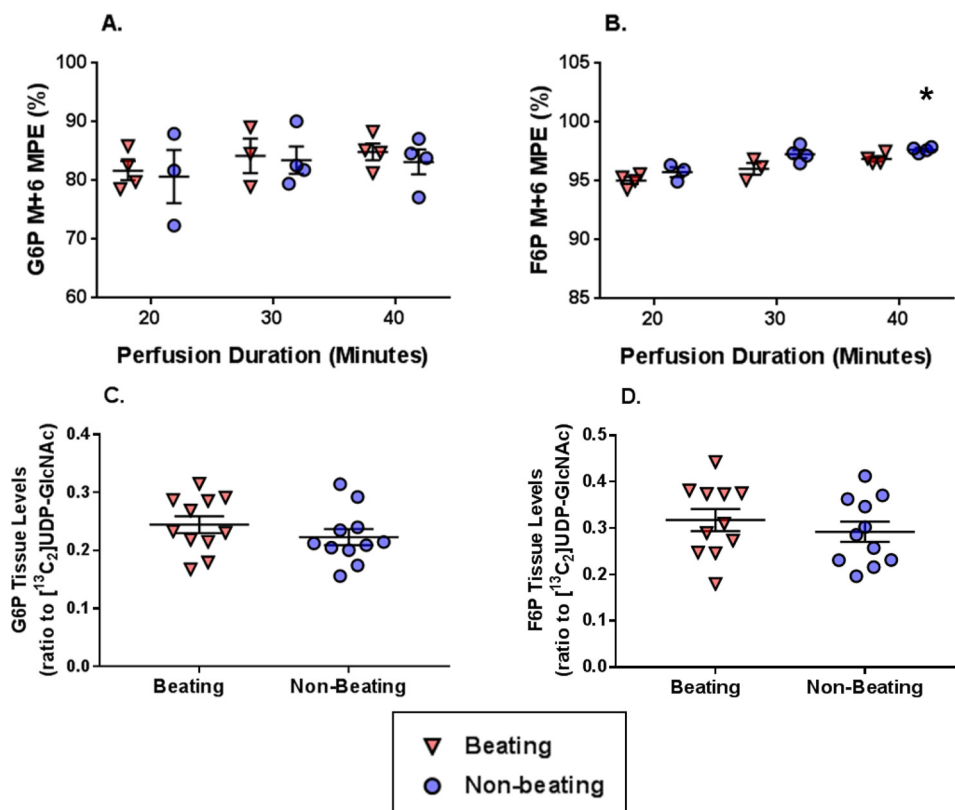 A.
G6P M+6 MPE (%)
100
90
80
70
60
20 30 40
Perfusion Duration (Minutes)
B.
F6P M+6 MPE (%)
105
100
95
90
85
*
20 30 40
Perfusion Duration (Minutes)
C.
G6P Tissue Levels
(ratio to [¹³C₂]UDP-GlcNAc)
0.4
0.3
0.2
0.1
0.0
Beating Non-Beating
D.
F6P Tissue Levels
(ratio to [¹³C₂]UDP-GlcNAc)
0.5
0.4
0.3
0.2
0.1
0.0
Beating Non-Beating
Beating
Non-beating